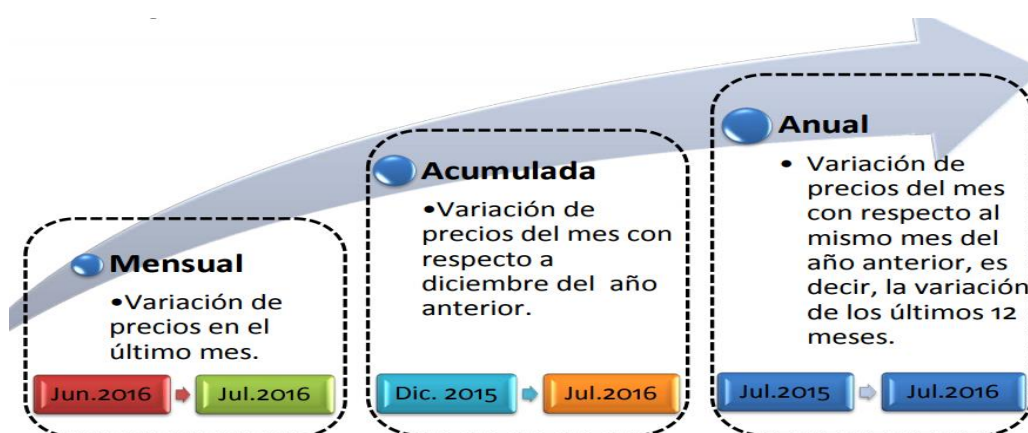 Mensual
•Variación de
precios en el
último mes.
Jun.2016
Jul.2016
Acumulada
•Variación de
precios del mes con
respecto a
diciembre del año
anterior.
Dic. 2015
Jul.2016
Anual
• Variación de
precios del mes
con respecto al
mismo mes del
año anterior, es
decir, la variación
de los últimos 12
meses.
Jul.2015
Jul.2016